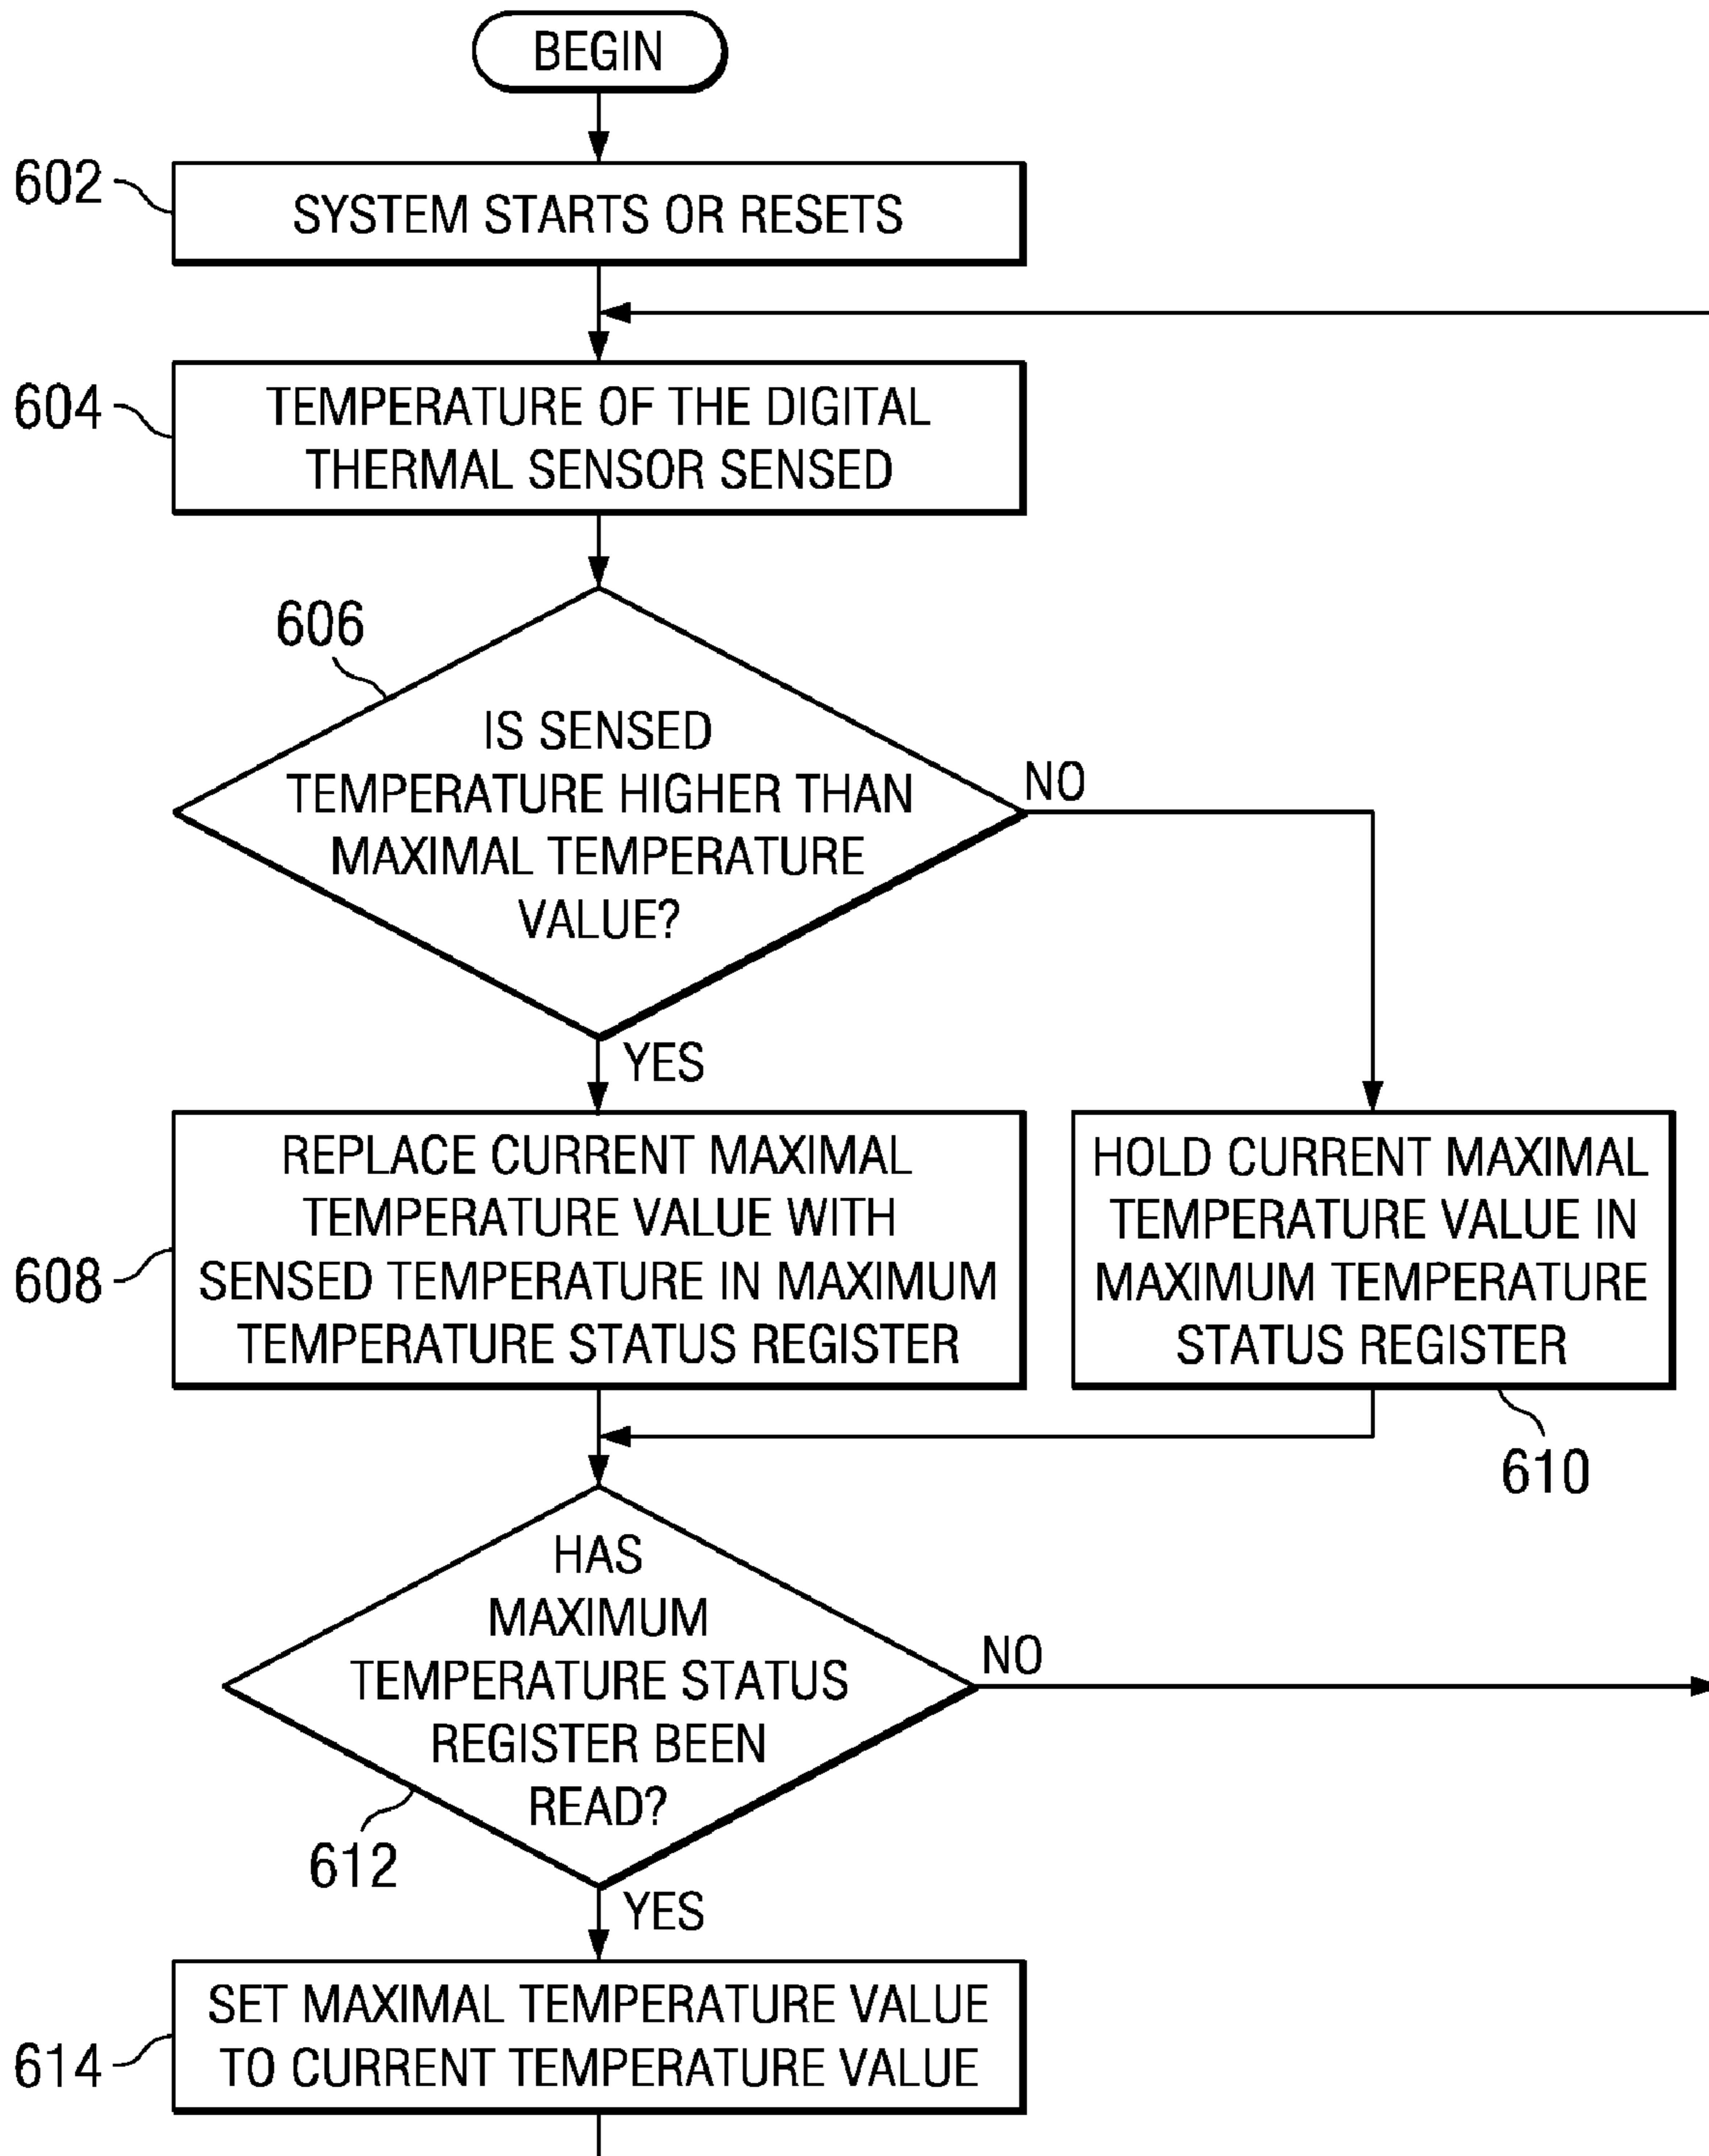 BEGIN
602
SYSTEM STARTS OR RESETS
604
TEMPERATURE OF THE DIGITAL
THERMAL SENSOR SENSED
606
IS SENSED
TEMPERATURE HIGHER THAN
MAXIMAL TEMPERATURE
VALUE?
NO
YES
608
REPLACE CURRENT MAXIMAL
TEMPERATURE VALUE WITH
SENSED TEMPERATURE IN MAXIMUM
TEMPERATURE STATUS REGISTER
HOLD CURRENT MAXIMAL
TEMPERATURE VALUE IN
MAXIMUM TEMPERATURE
STATUS REGISTER
610
HAS
MAXIMUM
TEMPERATURE STATUS
REGISTER BEEN
READ?
NO
612
YES
614
SET MAXIMAL TEMPERATURE VALUE
TO CURRENT TEMPERATURE VALUE